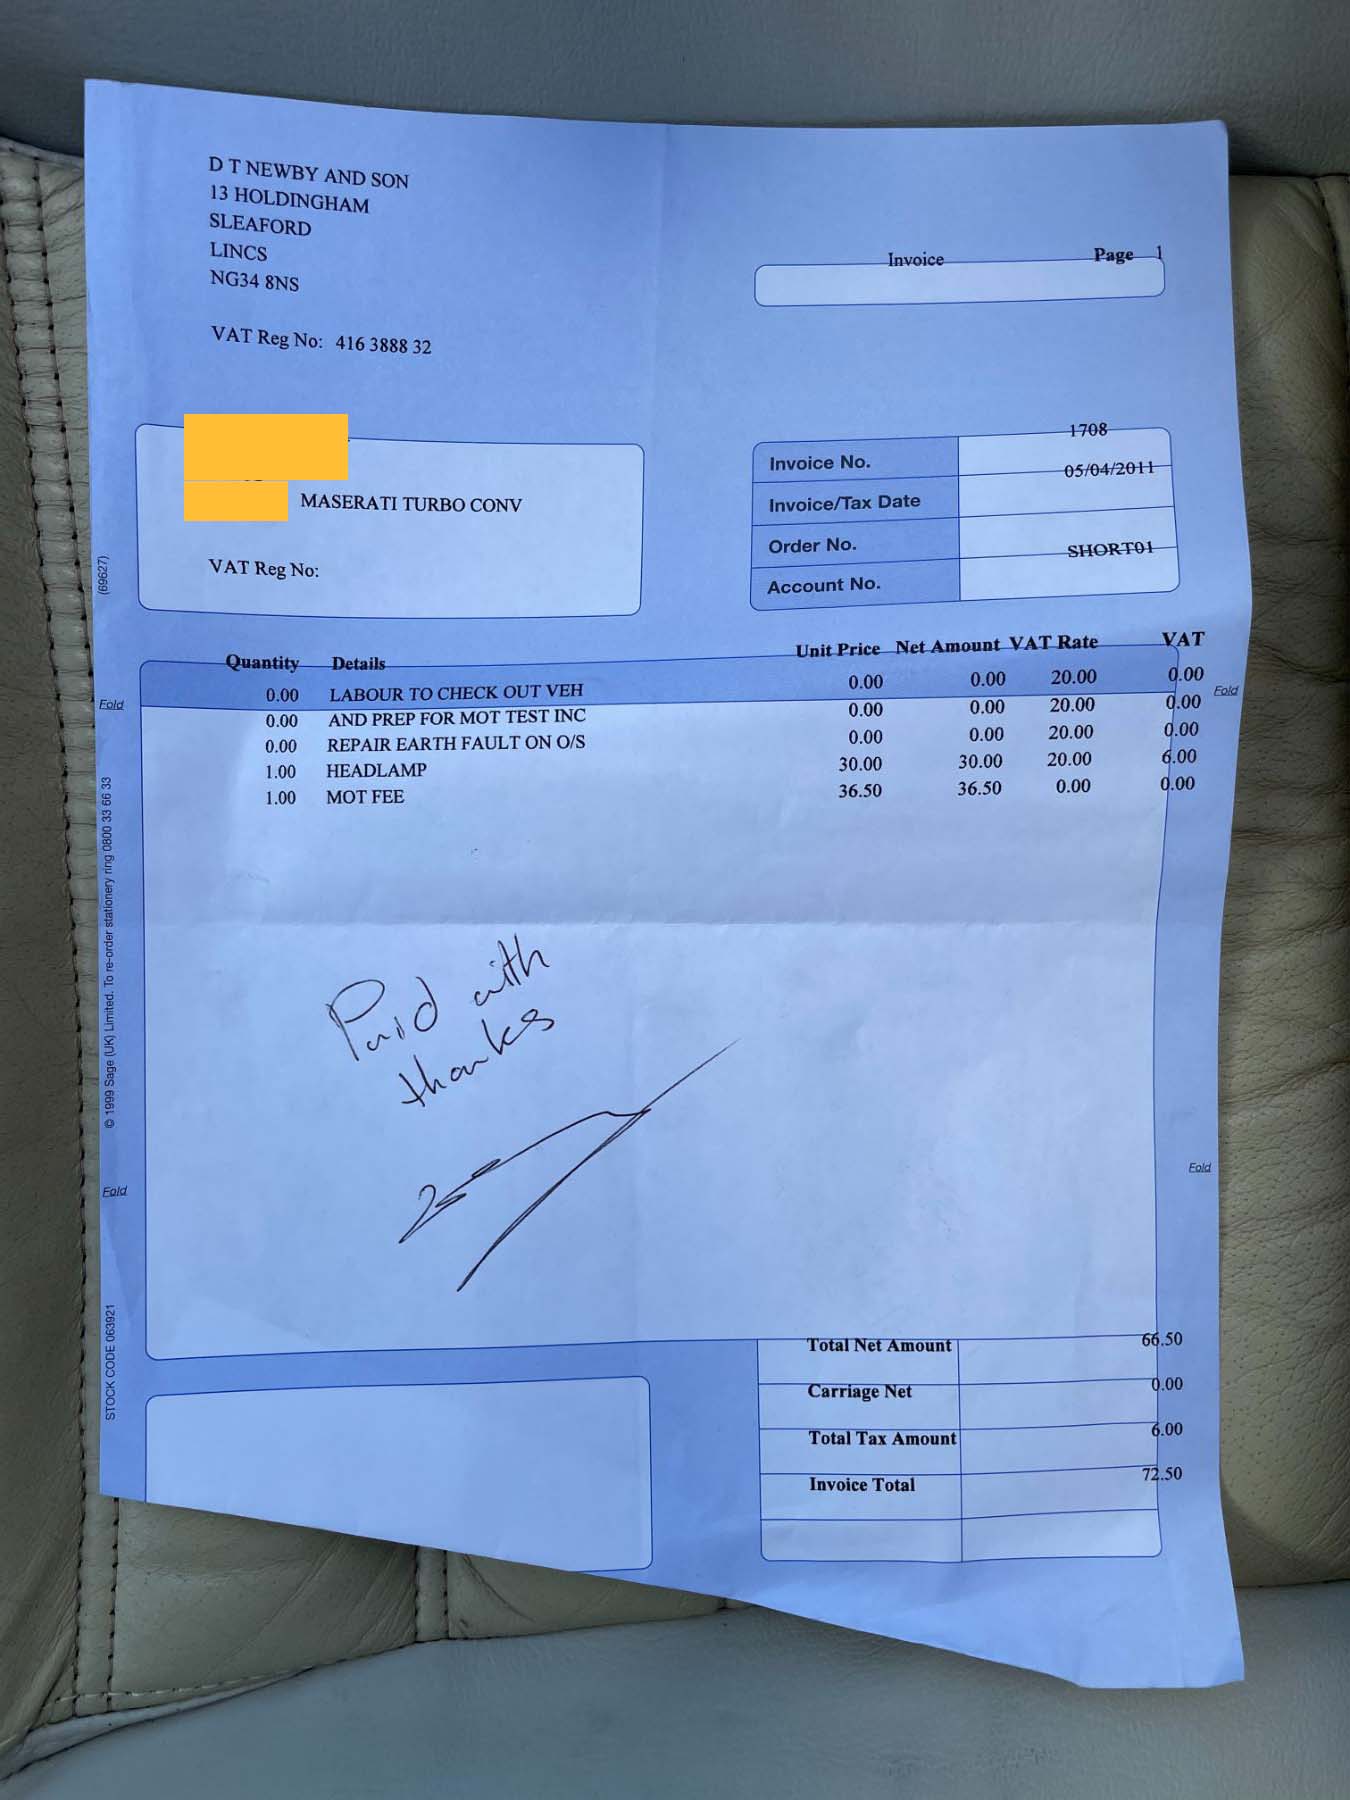 D T NEWBY AND SON
13 HOLDINGHAM
SLEAFORD
LINCS
NG34 8NS
VAT Reg No: 416 3888 32
Invoice Page 1
MASERATI TURBO CONV
VAT Reg No:
1708
Invoice No.
05/04/2011
Invoice/Tax Date
Order No.
SHORT01
Account No.
(69627)
Quantity Details Unit Price Net Amount VAT Rate VAT
0.00 LABOUR TO CHECK OUT VEH 0.00 0.00 20.00 0.00
0.00 AND PREP FOR MOT TEST INC 0.00 0.00 20.00 0.00
0.00 REPAIR EARTH FAULT ON O/S 0.00 0.00 20.00 0.00
1.00 HEADLAMP 30.00 30.00 20.00 6.00
1.00 MOT FEE 36.50 36.50 0.00 0.00
Fold
Fold
© 1999 Sage (UK) Limited. To re-order stationery ring 0800 33 66 33
Paid with
thanks
Fold
Fold
STOCK CODE 063921
Total Net Amount 66.50
Carriage Net 0.00
Total Tax Amount 6.00
Invoice Total 72.50